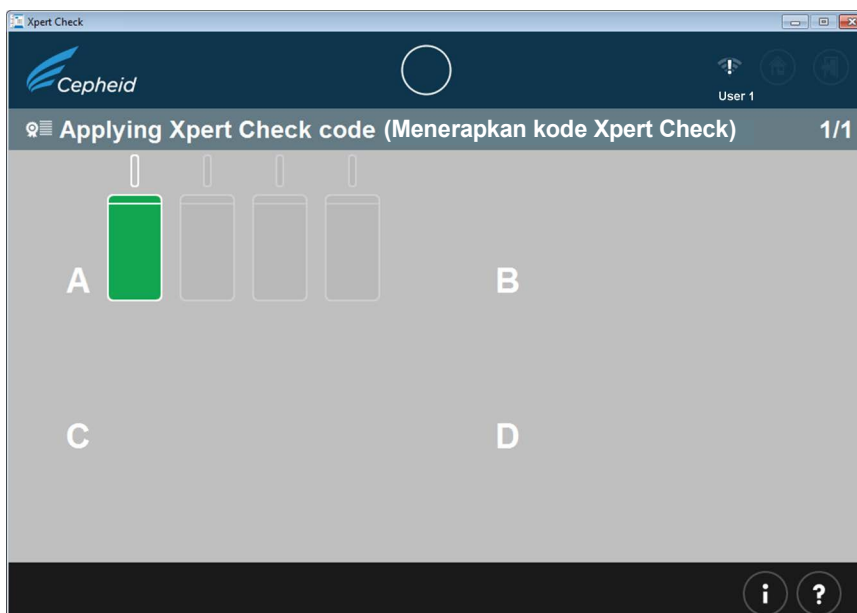 Xpert Check
Cepheid
User 1
Applying Xpert Check code (Menerapkan kode Xpert Check) 1/1
A B
C D
i ?